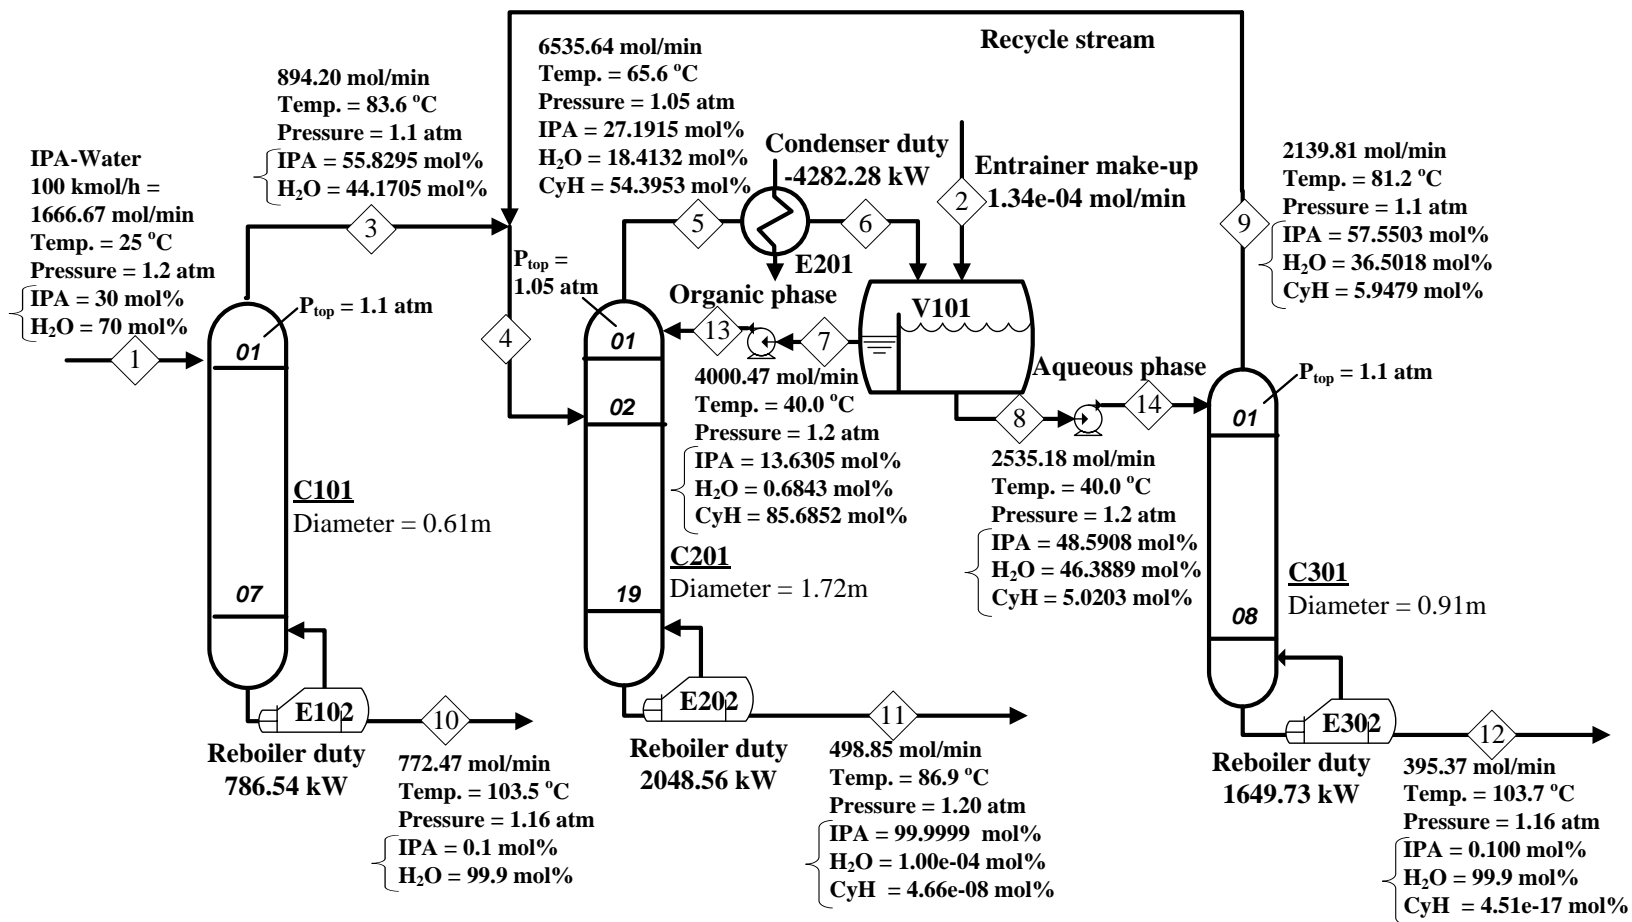 Recycle stream
IPA-Water
100 kmol/h =
1666.67 mol/min
Temp. = 25 °C
Pressure = 1.2 atm
IPA = 30 mol%
H₂O = 70 mol%
1
894.20 mol/min
Temp. = 83.6 °C
Pressure = 1.1 atm
IPA = 55.8295 mol%
H₂O = 44.1705 mol%
3
P_top = 1.1 atm
01
07
C101
Diameter = 0.61m
E102
10
Reboiler duty
786.54 kW
772.47 mol/min
Temp. = 103.5 °C
Pressure = 1.16 atm
IPA = 0.1 mol%
H₂O = 99.9 mol%
4
6535.64 mol/min
Temp. = 65.6 °C
Pressure = 1.05 atm
IPA = 27.1915 mol%
H₂O = 18.4132 mol%
CyH = 54.3953 mol%
5
Condenser duty
-4282.28 kW
E201
6
2
Entrainer make-up
1.34e-04 mol/min
P_top =
1.05 atm
01
02
19
Organic phase
13
7
V101
4000.47 mol/min
Temp. = 40.0 °C
Pressure = 1.2 atm
IPA = 13.6305 mol%
H₂O = 0.6843 mol%
CyH = 85.6852 mol%
C201
Diameter = 1.72m
E202
11
Reboiler duty
2048.56 kW
498.85 mol/min
Temp. = 86.9 °C
Pressure = 1.20 atm
IPA = 99.9999 mol%
H₂O = 1.00e-04 mol%
CyH = 4.66e-08 mol%
Aqueous phase
8
14
2535.18 mol/min
Temp. = 40.0 °C
Pressure = 1.2 atm
IPA = 48.5908 mol%
H₂O = 46.3889 mol%
CyH = 5.0203 mol%
9
2139.81 mol/min
Temp. = 81.2 °C
Pressure = 1.1 atm
IPA = 57.5503 mol%
H₂O = 36.5018 mol%
CyH = 5.9479 mol%
P_top = 1.1 atm
01
08
C301
Diameter = 0.91m
E302
12
Reboiler duty
1649.73 kW
395.37 mol/min
Temp. = 103.7 °C
Pressure = 1.16 atm
IPA = 0.100 mol%
H₂O = 99.9 mol%
CyH = 4.51e-17 mol%